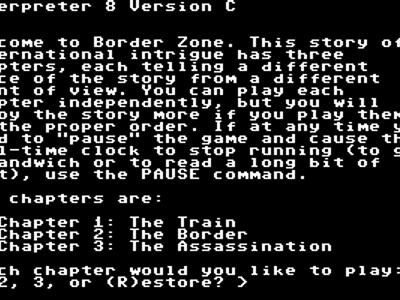 erpreter 8 Version C
come to Border Zone. This story of
ernational intrigue has three
pters, each telling a different
ce of the story from a different
nt of view. You can play each
pter independently, but you will
oy the story more if you play them
the proper order. If at any time y
d to "pause" the game and cause th
l-time clock to stop running (to g
andwich or to read a long bit of
t), use the PAUSE command.
chapters are:
Chapter 1: The Train
Chapter 2: The Border
Chapter 3: The Assassination
ch chapter would you like to play:
2, 3, or (R)estore? >